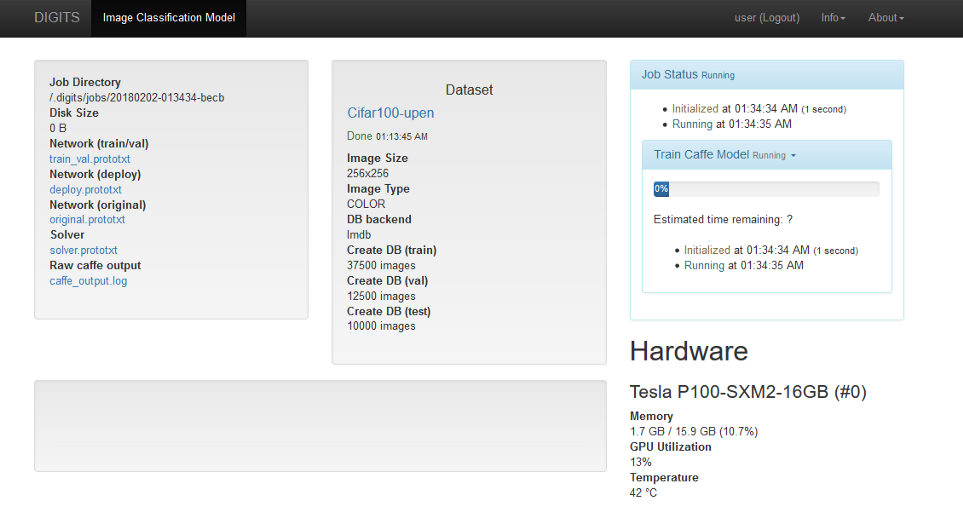 DIGITS
Image Classification Model
user (Logout)
Info
About
Job Directory
/.digits/jobs/20180202-013434-becb
Disk Size
0 B
Network (train/val)
train_val.prototxt
Network (deploy)
deploy.prototxt
Network (original)
original.prototxt
Solver
solver.prototxt
Raw caffe output
caffe_output.log
Dataset
Cifar100-upen
Done 01:13:45 AM
Image Size
256x256
Image Type
COLOR
DB backend
lmdb
Create DB (train)
37500 images
Create DB (val)
12500 images
Create DB (test)
10000 images
Job Status Running
Initialized at 01:34:34 AM (1 second)
Running at 01:34:35 AM
Train Caffe Model Running
0%
Estimated time remaining: ?
Initialized at 01:34:34 AM (1 second)
Running at 01:34:35 AM
Hardware
Tesla P100-SXM2-16GB (#0)
Memory
1.7 GB / 15.9 GB (10.7%)
GPU Utilization
13%
Temperature
42 °C